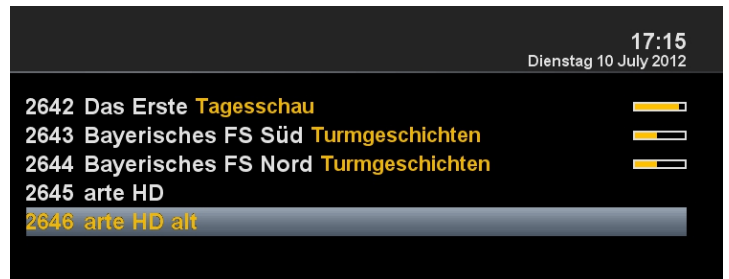 17:15
Dienstag 10 July 2012
2642 Das Erste Tagesschau
2643 Bayerisches FS Süd Turmgeschichten
2644 Bayerisches FS Nord Turmgeschichten
2645 arte HD
2646 arte HD alt